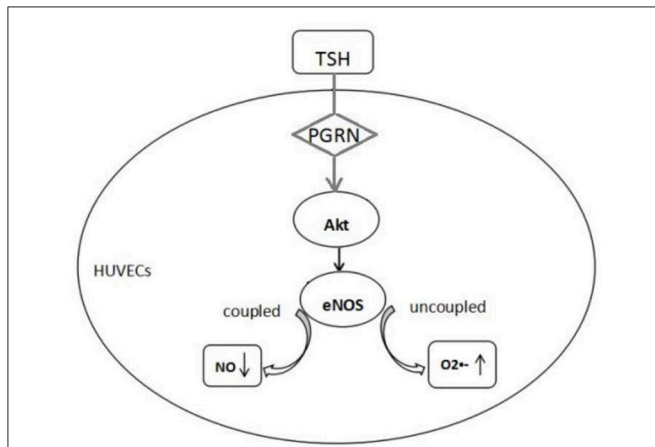 TSH
PGRN
Akt
HUVECs
eNOS
coupled
uncoupled
NO ↓
O2•- ↑